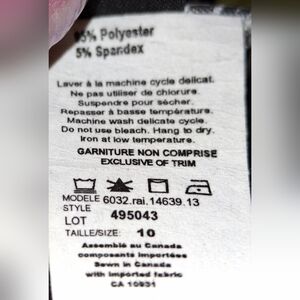 95% Polyester
5% Spandex
Laver à la machine cycle delicat.
Ne pas utiliser de chlorure.
Suspendre pour sécher.
Repasser à basse température.
Machine wash delicate cycle.
Do not use bleach. Hang to dry.
Iron at low temperature.
GARNITURE NON COMPRISE
EXCLUSIVE OF TRIM
MODELE 6032.rai.14639.13
STYLE
LOT 495043
TAILLE/SIZE: 10
Assemblé au Canada
composants importées
Sewn in Canada
with imported fabric
CA 10931